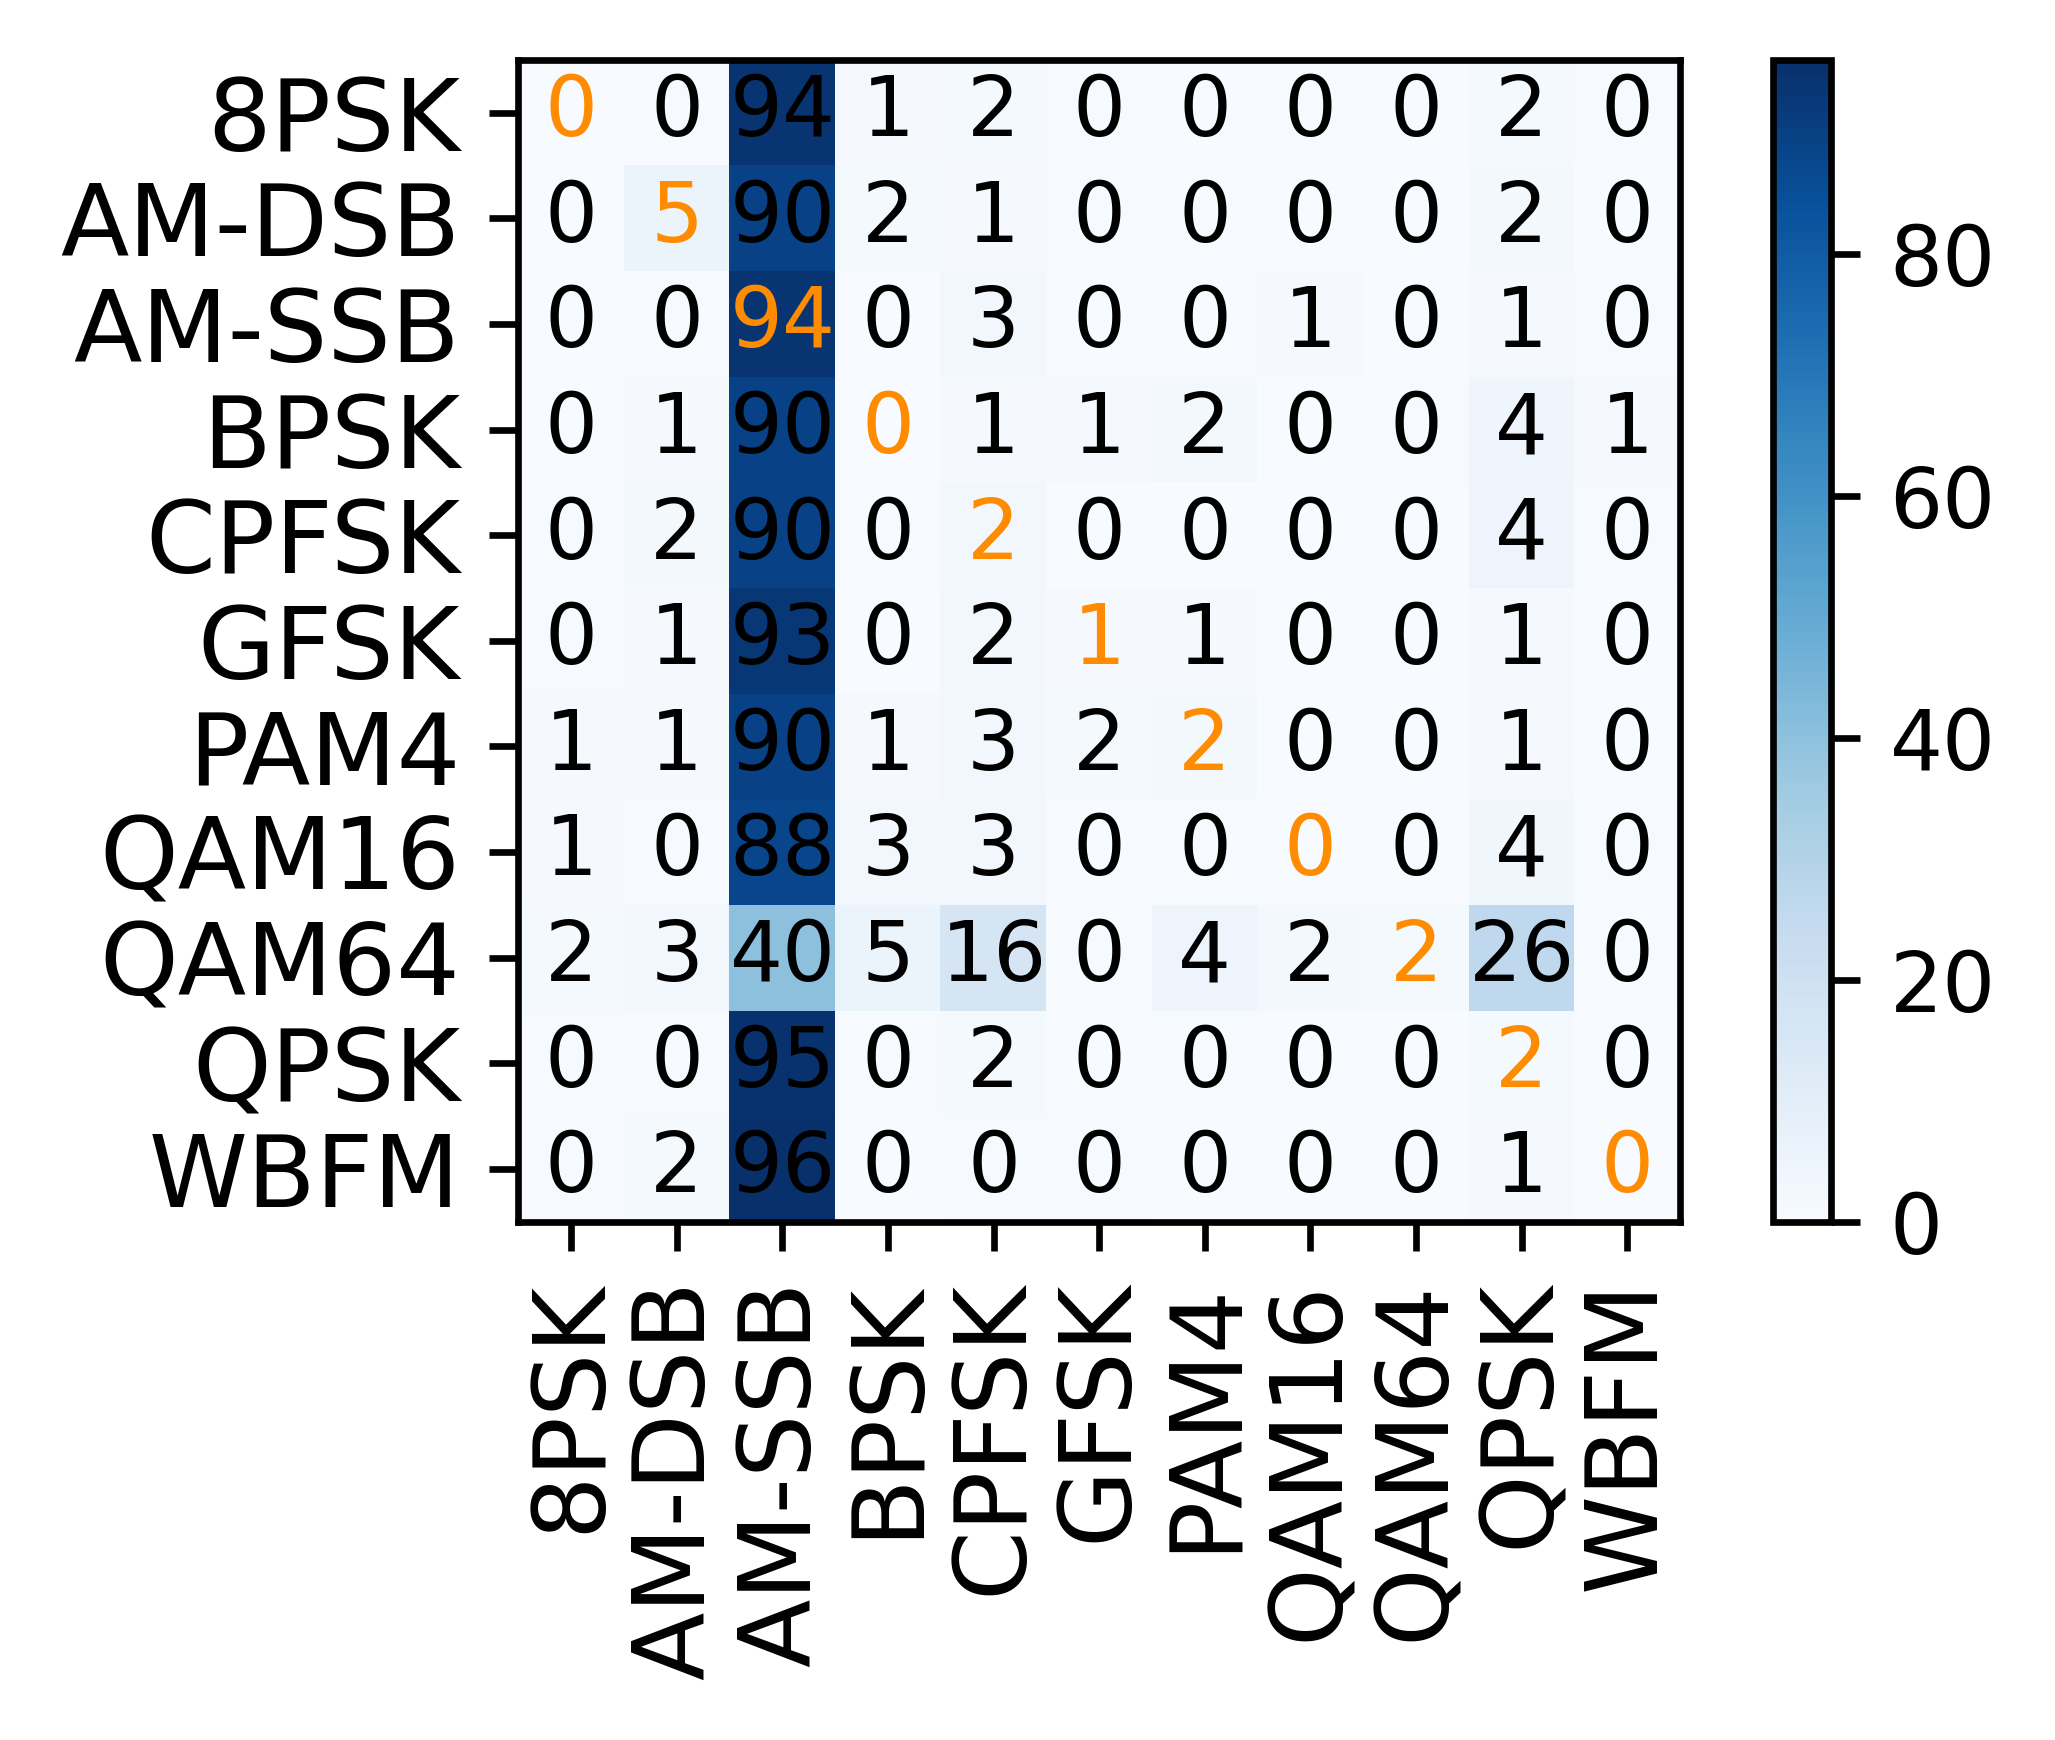 8PSK 0 0 94 1 2 0 0 0 0 2 0
AM-DSB 0 5 90 2 1 0 0 0 0 2 0
AM-SSB 0 0 94 0 3 0 0 1 0 1 0
BPSK 0 1 90 0 1 1 2 0 0 4 1
CPFSK 0 2 90 0 2 0 0 0 0 4 0
GFSK 0 1 93 0 2 1 1 0 0 1 0
PAM4 1 1 90 1 3 2 2 0 0 1 0
QAM16 1 0 88 3 3 0 0 0 0 4 0
QAM64 2 3 40 5 16 0 4 2 2 26 0
QPSK 0 0 95 0 2 0 0 0 0 2 0
WBFM 0 2 96 0 0 0 0 0 0 1 0
8PSK
AM-DSB
AM-SSB
BPSK
CPFSK
GFSK
PAM4
QAM16
QAM64
QPSK
WBFM
80
60
40
20
0